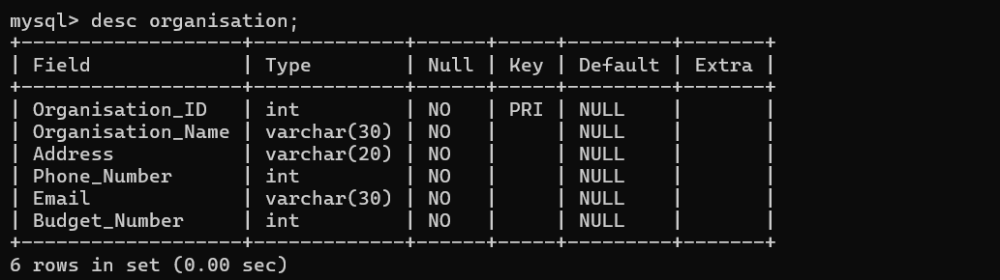 mysql> desc organisation;
+-------------------+-------------+------+-----+---------+-------+
| Field             | Type        | Null | Key | Default | Extra |
+-------------------+-------------+------+-----+---------+-------+
| Organisation_ID   | int         | NO   | PRI | NULL    |       |
| Organisation_Name | varchar(30) | NO   |     | NULL    |       |
| Address           | varchar(20) | NO   |     | NULL    |       |
| Phone_Number      | int         | NO   |     | NULL    |       |
| Email             | varchar(30) | NO   |     | NULL    |       |
| Budget_Number     | int         | NO   |     | NULL    |       |
+-------------------+-------------+------+-----+---------+-------+
6 rows in set (0.00 sec)